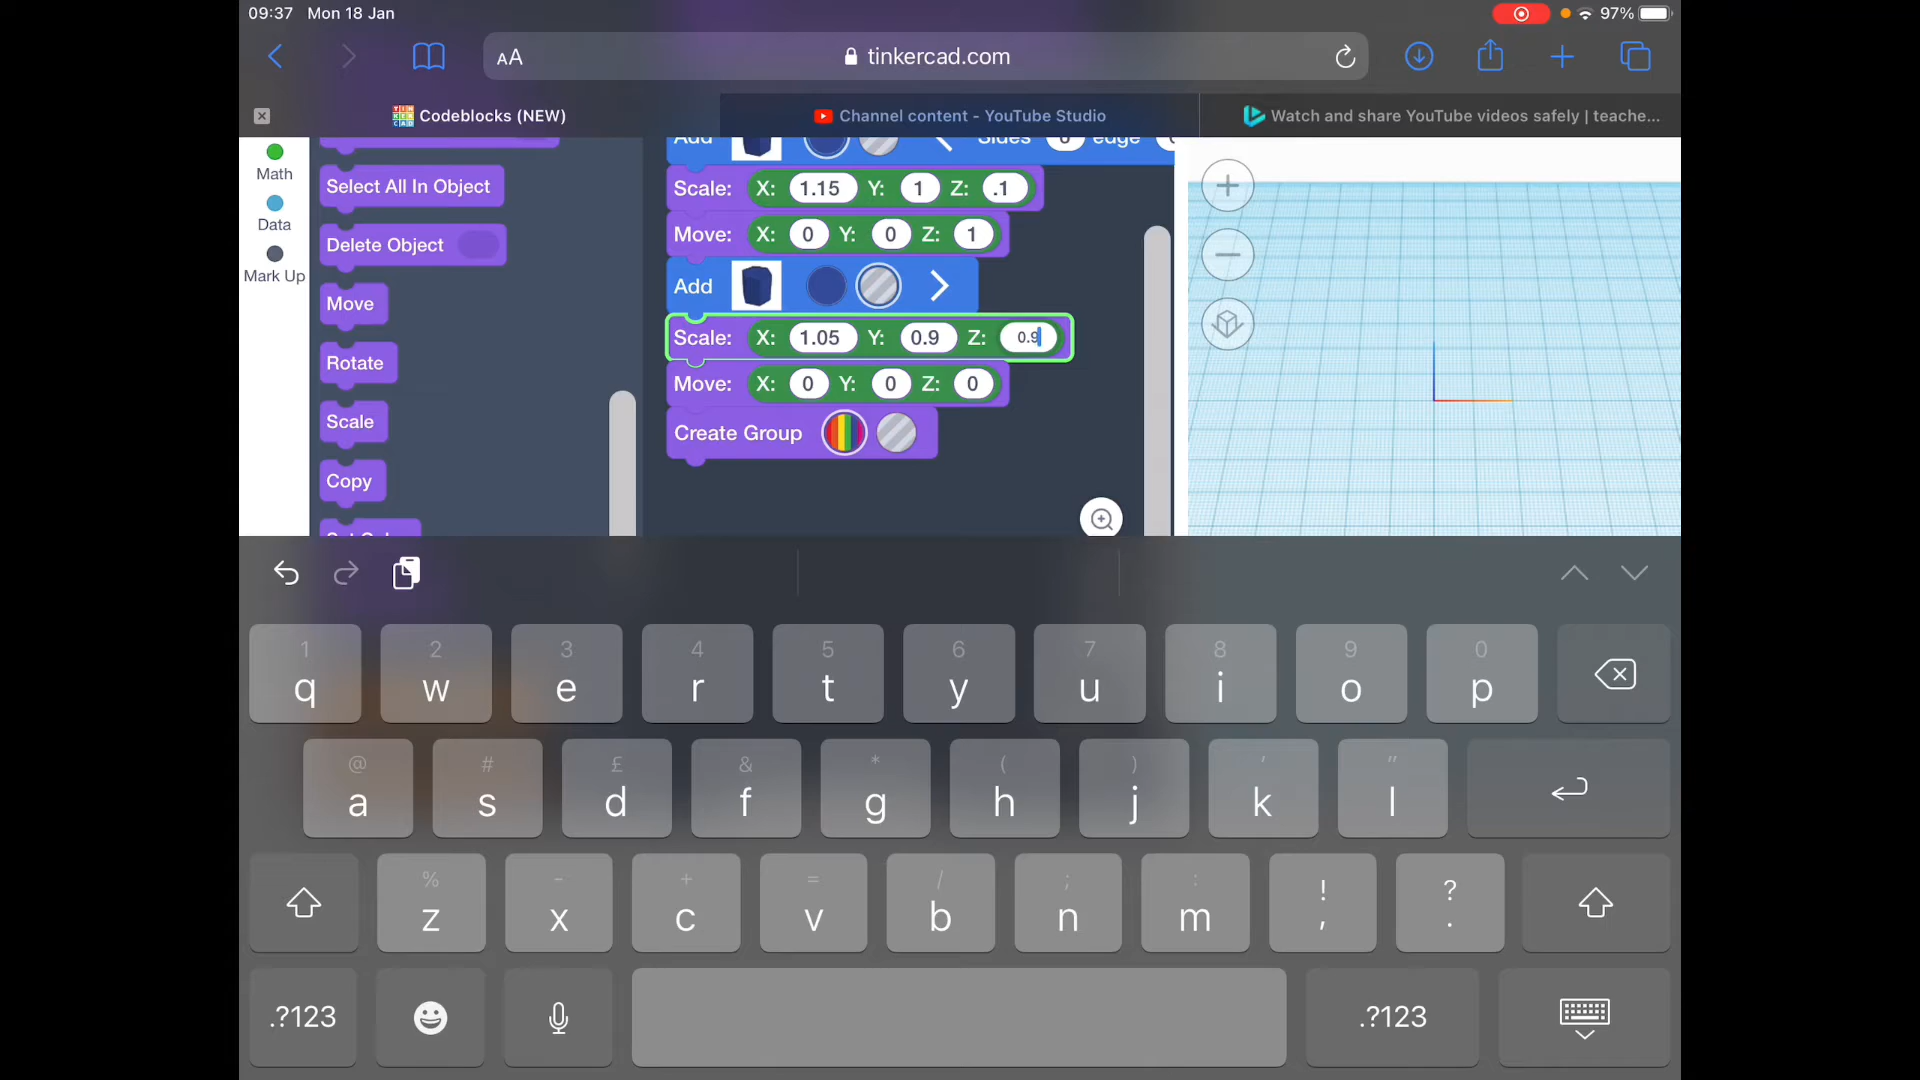 09:37 Mon 18 Jan 97%
AA tinkercad.com
Codeblocks (NEW) Channel content - YouTube Studio Watch and share YouTube videos safely | teache...
Math
Data
Mark Up
Select All In Object
Delete Object
Move
Rotate
Scale
Copy
Add Sides edge
Scale: X: 1.15 Y: 1 Z: .1
Move: X: 0 Y: 0 Z: 1
Add
Scale: X: 1.05 Y: 0.9 Z: 0.9
Move: X: 0 Y: 0 Z: 0
Create Group
1 2 3 4 5 6 7 8 9 0
q w e r t y u i o p
@ # £ & * ( ) ' "
a s d f g h j k l
% - + = / ; : ! ?
z x c v b n m , .
.?123 .?123